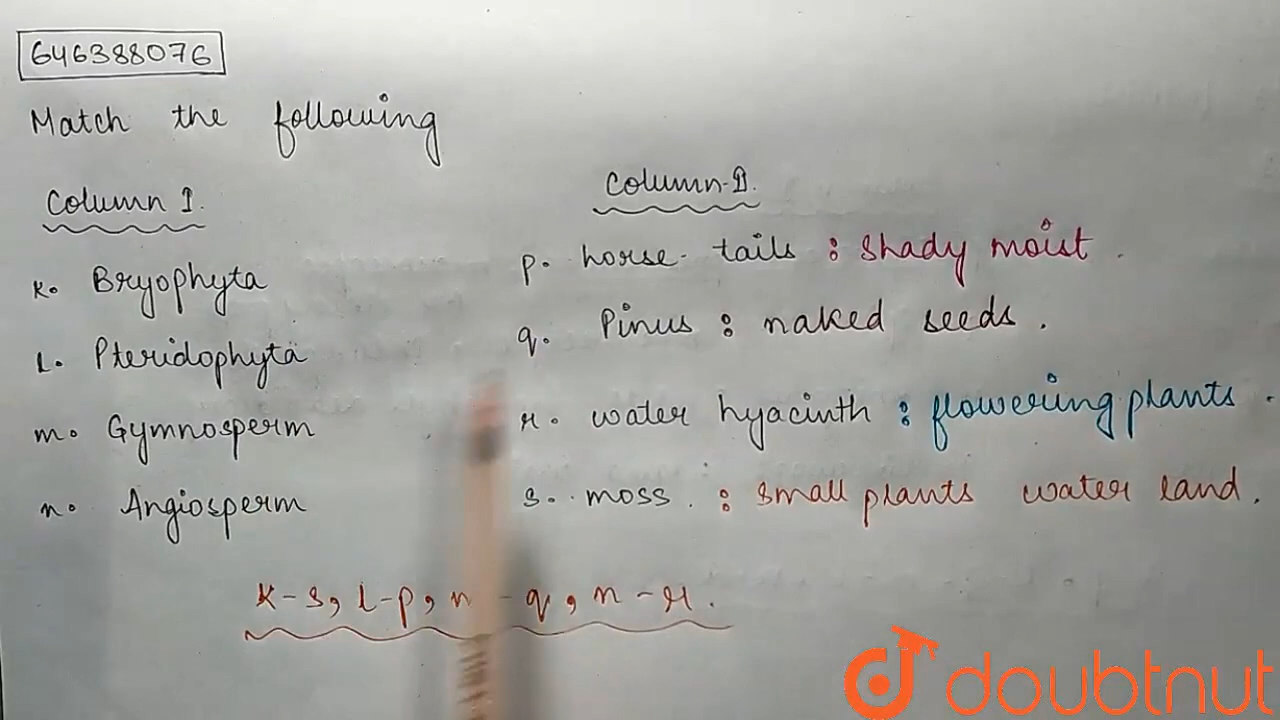 646388076
Match the following
Column I.
Column-II.
k. Bryophyta
p. horse-tails : shady moist.
l. Pteridophyta
q. Pinus : naked seeds.
m. Gymnosperm
r. water hyacinth : flowering plants.
n. Angiosperm
s. moss. : small plants water land.
k-s, l-p, - q, n-r.
doubtnut